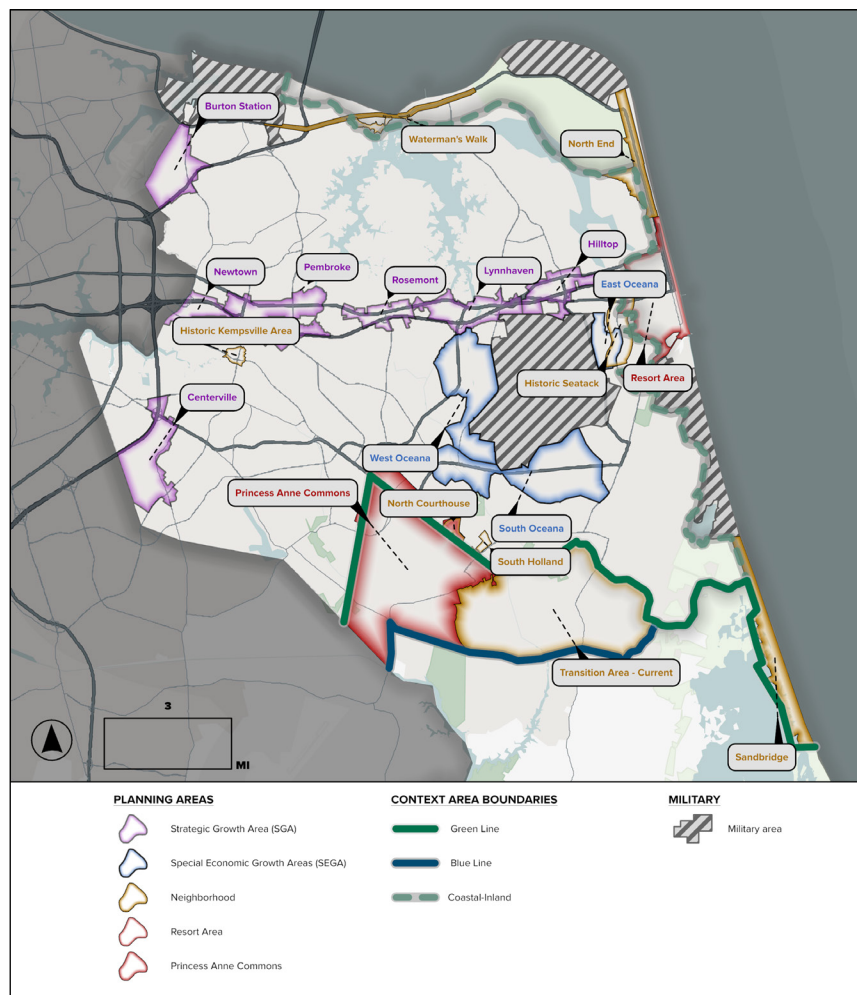 Burton Station
Waterman's Walk
North End
Hilltop
Newtown
Pembroke
Rosemont
Lynnhaven
East Oceana
Historic Kempsville Area
Historic Seatack
Resort Area
Centerville
West Oceana
Princess Anne Commons
North Courthouse
South Oceana
South Holland
Transition Area - Current
Sandbridge
3
MI
PLANNING AREAS
Strategic Growth Area (SGA)
Special Economic Growth Areas (SEGA)
Neighborhood
Resort Area
Princess Anne Commons
CONTEXT AREA BOUNDARIES
Green Line
Blue Line
Coastal-Inland
MILITARY
Military area